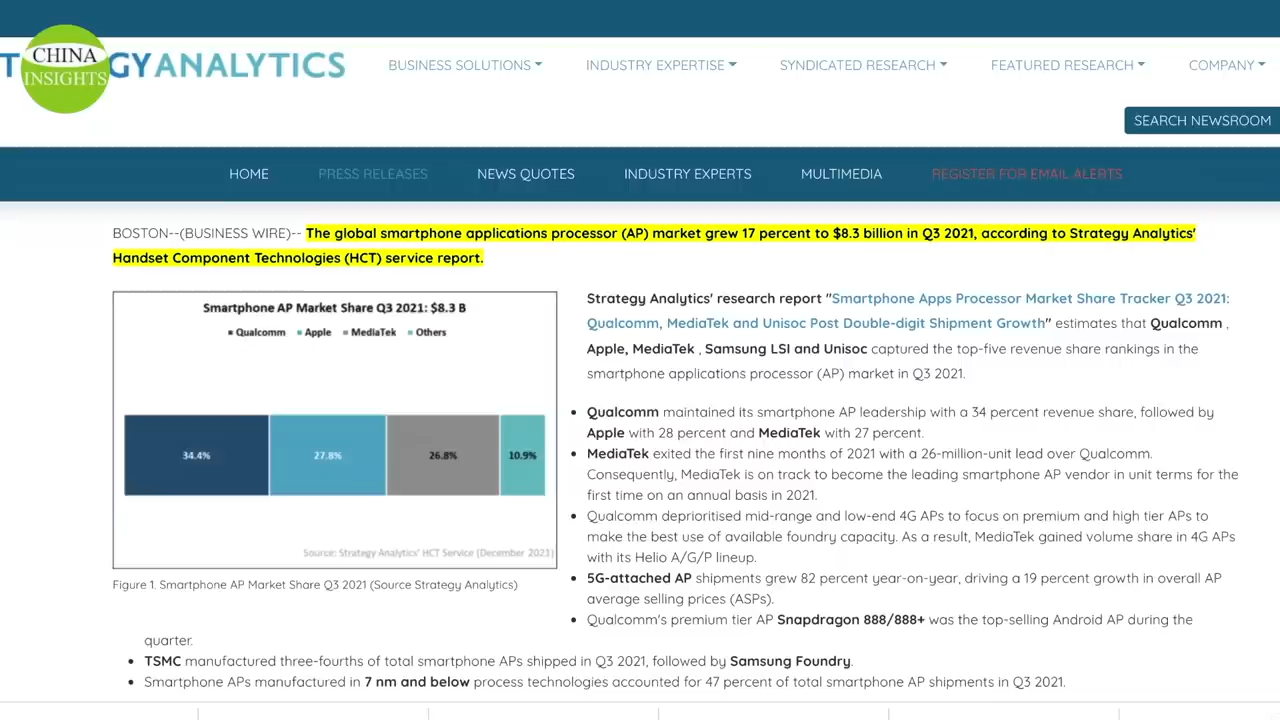 CHINA
INSIGHTS
T GYANALYTICS
BUSINESS SOLUTIONS
INDUSTRY EXPERTISE
SYNDICATED RESEARCH
FEATURED RESEARCH
COMPANY
SEARCH NEWSROOM
HOME
PRESS RELEASES
NEWS QUOTES
INDUSTRY EXPERTS
MULTIMEDIA
REGISTER FOR EMAIL ALERTS
BOSTON--(BUSINESS WIRE)-- The global smartphone applications processor (AP) market grew 17 percent to $8.3 billion in Q3 2021, according to Strategy Analytics'
Handset Component Technologies (HCT) service report.
Smartphone AP Market Share Q3 2021: $8.3 B
Qualcomm Apple MediaTek Others
34.4% 27.8% 26.8% 10.9%
Source: Strategy Analytics' HCT Service (December 2021)
Figure 1. Smartphone AP Market Share Q3 2021 (Source Strategy Analytics)
Strategy Analytics' research report "Smartphone Apps Processor Market Share Tracker Q3 2021:
Qualcomm, MediaTek and Unisoc Post Double-digit Shipment Growth" estimates that Qualcomm ,
Apple, MediaTek , Samsung LSI and Unisoc captured the top-five revenue share rankings in the
smartphone applications processor (AP) market in Q3 2021.
• Qualcomm maintained its smartphone AP leadership with a 34 percent revenue share, followed by
Apple with 28 percent and MediaTek with 27 percent.
• MediaTek exited the first nine months of 2021 with a 26-million-unit lead over Qualcomm.
Consequently, MediaTek is on track to become the leading smartphone AP vendor in unit terms for the
first time on an annual basis in 2021.
• Qualcomm deprioritised mid-range and low-end 4G APs to focus on premium and high tier APs to
make the best use of available foundry capacity. As a result, MediaTek gained volume share in 4G APs
with its Helio A/G/P lineup.
• 5G-attached AP shipments grew 82 percent year-on-year, driving a 19 percent growth in overall AP
average selling prices (ASPs).
• Qualcomm's premium tier AP Snapdragon 888/888+ was the top-selling Android AP during the
quarter.
• TSMC manufactured three-fourths of total smartphone APs shipped in Q3 2021, followed by Samsung Foundry.
• Smartphone APs manufactured in 7 nm and below process technologies accounted for 47 percent of total smartphone AP shipments in Q3 2021.